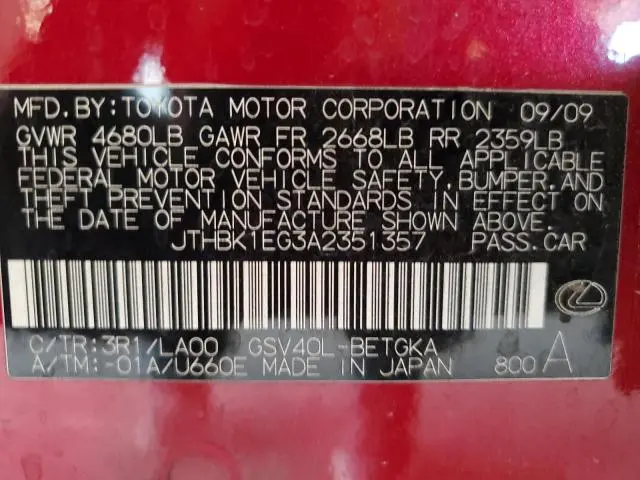 MFD.BY:TOYOTA MOTOR CORPORATION 09/09
GVWR 4680LB GAWR FR 2668LB RR 2359LB
THIS VEHICLE CONFORMS TO ALL APPLICABLE
FEDERAL MOTOR VEHICLE SAFETY,BUMPER,AND
THEFT PREVENTION STANDARDS IN EFFECT ON
THE DATE OF MANUFACTURE SHOWN ABOVE.
JTHBK1EG3A2351357 PASS.CAR
C/TR:3R1/LA00 GSV40L-BETGKA
A/TM:-01A/U660E MADE IN JAPAN 800 A